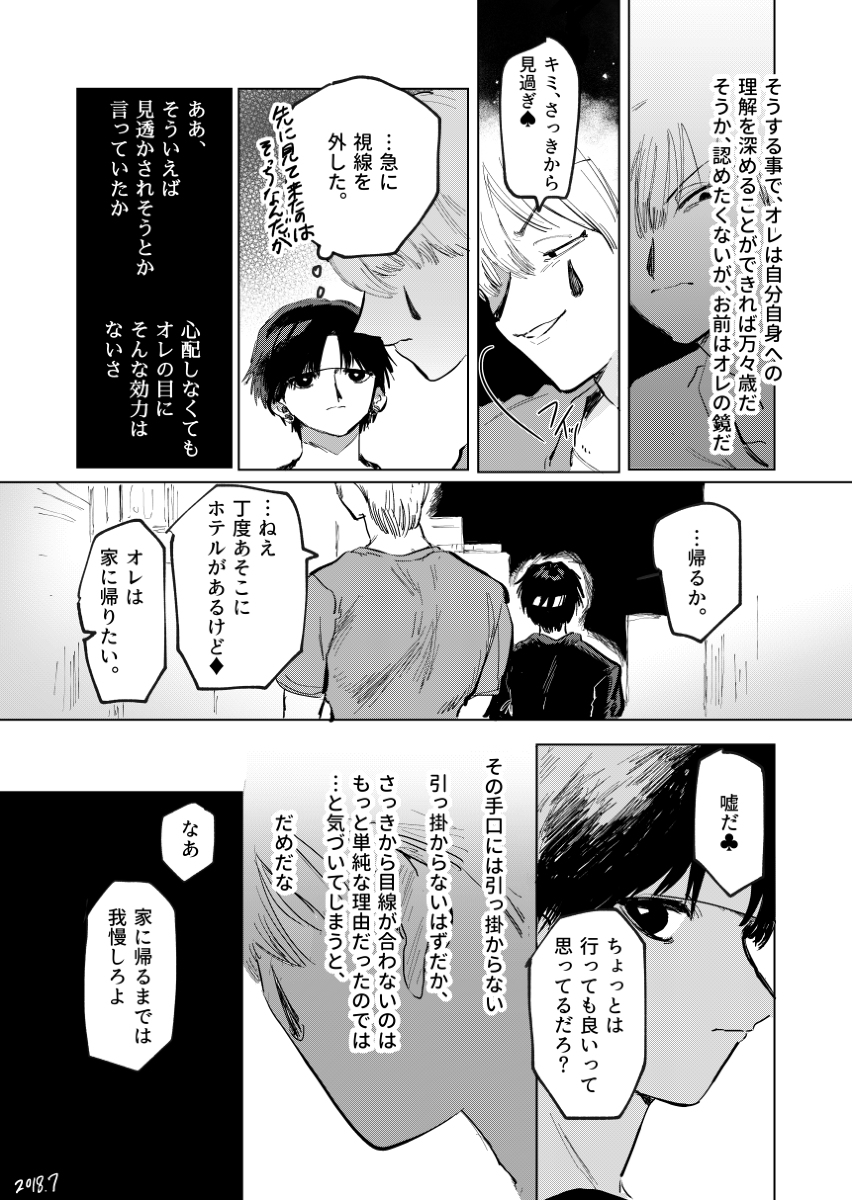 そうする事で、オレは自分自身への
理解を深めることができれば万々歳だ
そうか、認めたくないが、お前はオレの鏡だ
キミ、さっきから
見過ぎ♠
…急に
視線を
外した。
先に見て来たのは
そっちなんだが
ああ、
そういえば
見透かされそうとか
言っていたか
心配しなくても
オレの目に
そんな効力は
ないさ
…帰るか。
…ねえ
丁度あそこに
ホテルがあるけど♦
オレは
家に帰りたい。
嘘だ♣
ちょっとは
行っても良いって
思ってるだろ?
その手口には引っ掛からない
引っ掛からないはずだか、
さっきから目線が合わないのは
もっと単純な理由だったのでは
…と気づいてしまうと、
だめだな
なあ
家に帰るまでは
我慢しろよ
2018.7